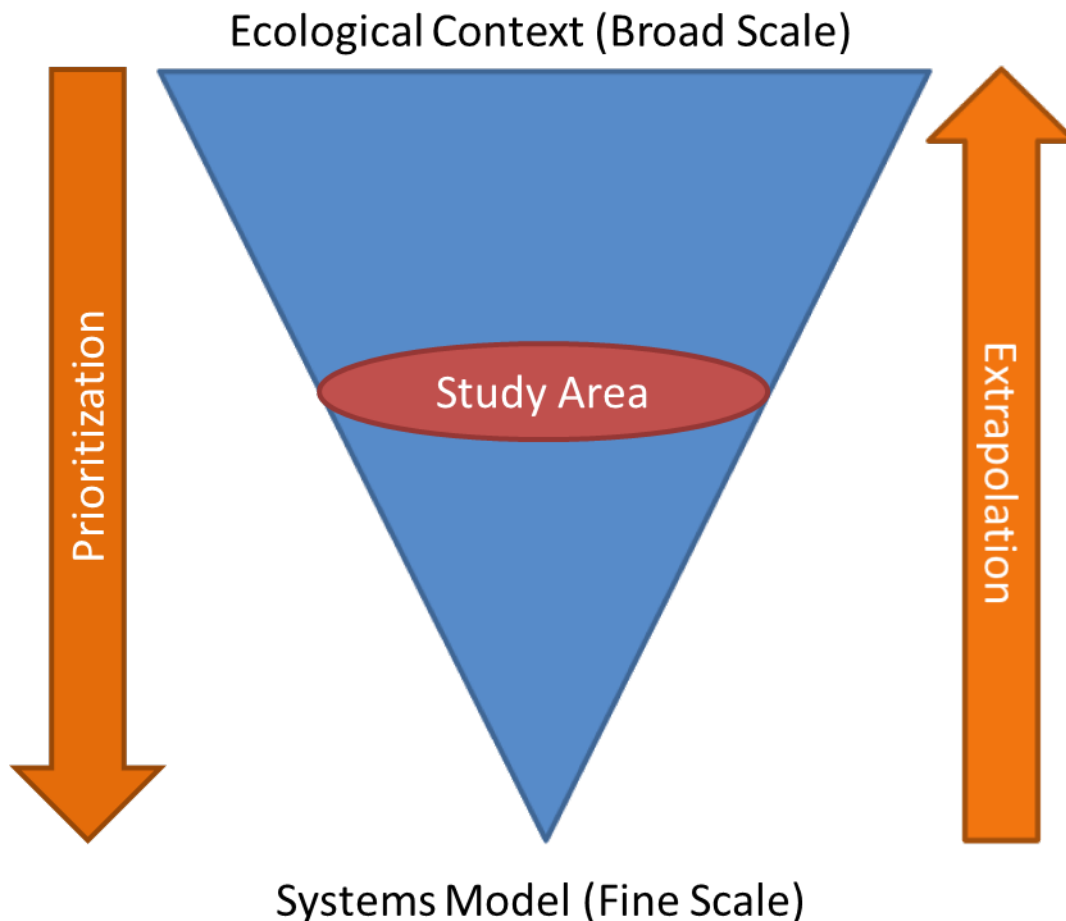 Ecological Context (Broad Scale)
Prioritization
Study Area
Extrapolation
Systems Model (Fine Scale)